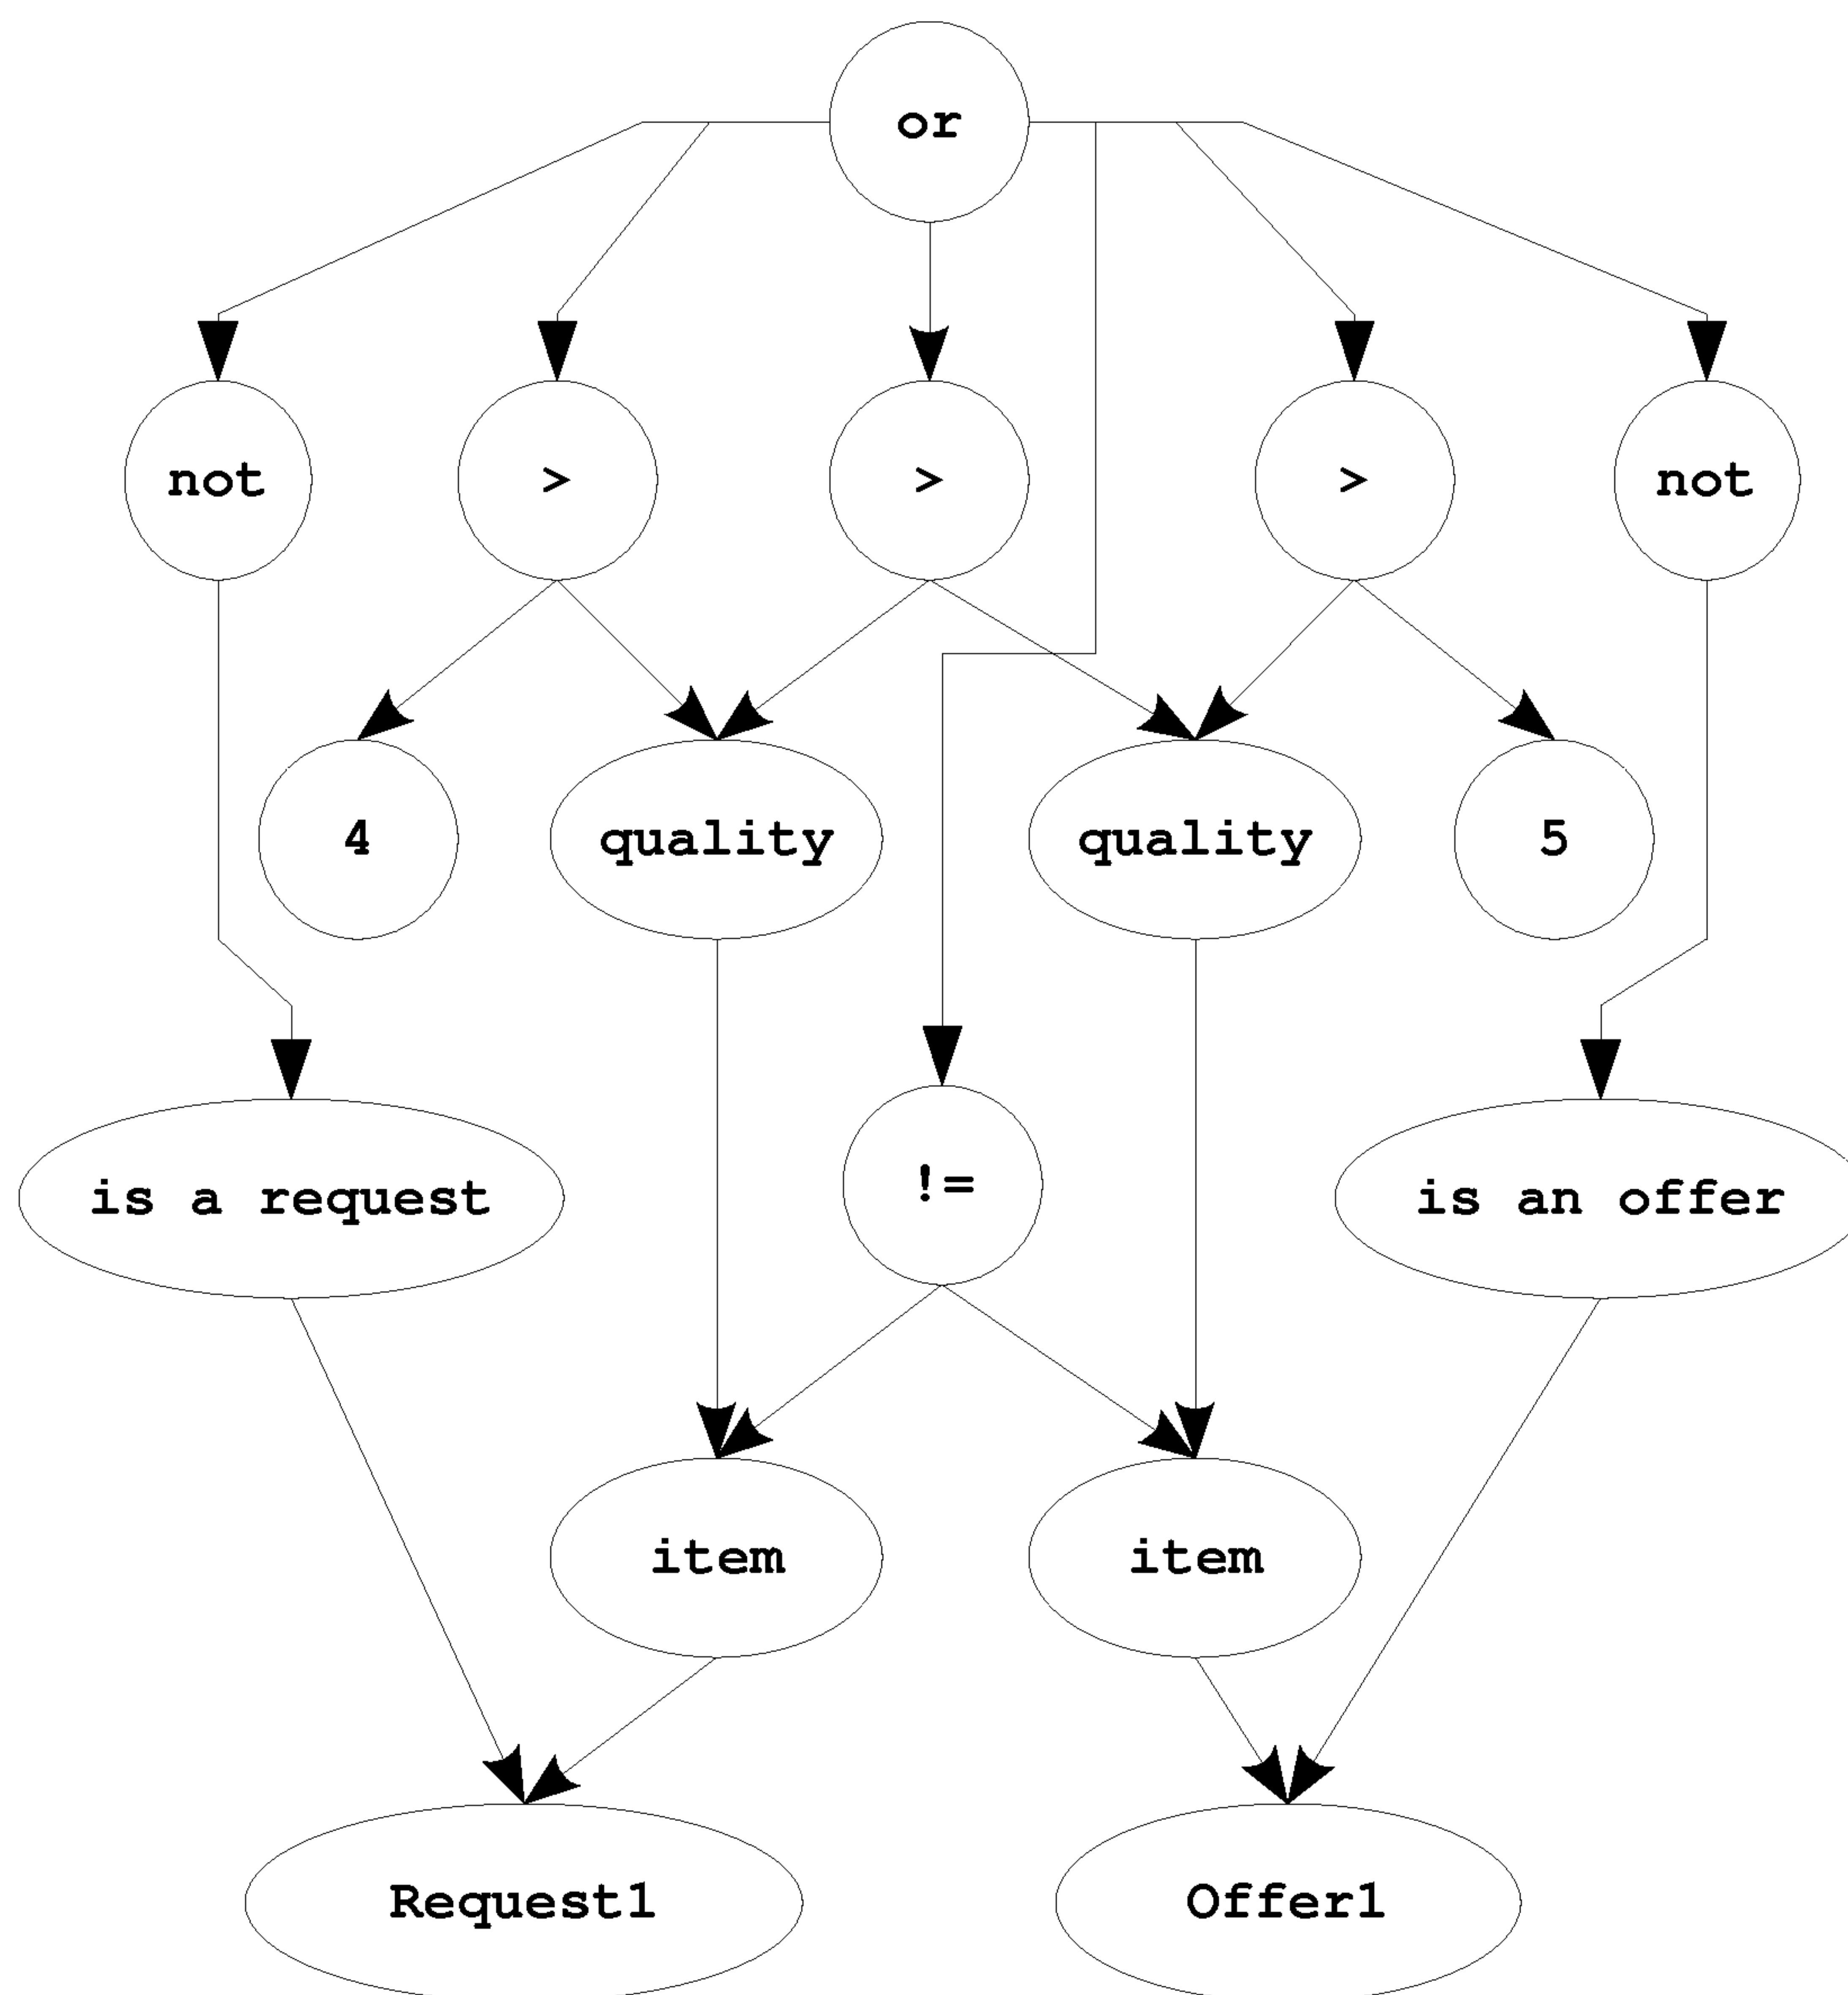 or
not
>
>
>
not
4
quality
quality
5
is a request
!=
is an offer
item
item
Request1
Offer1